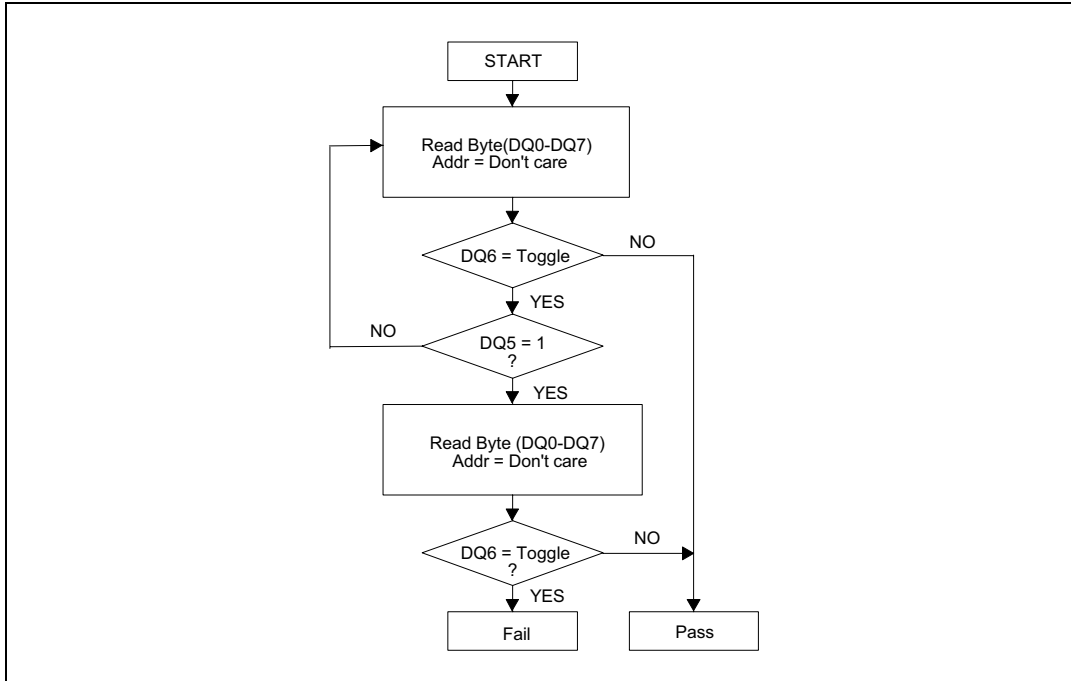 START
Read Byte(DQ0-DQ7)
Addr = Don't care
DQ6 = Toggle
NO
YES
NO
DQ5 = 1
?
YES
Read Byte (DQ0-DQ7)
Addr = Don't care
DQ6 = Toggle
?
NO
YES
Fail
Pass